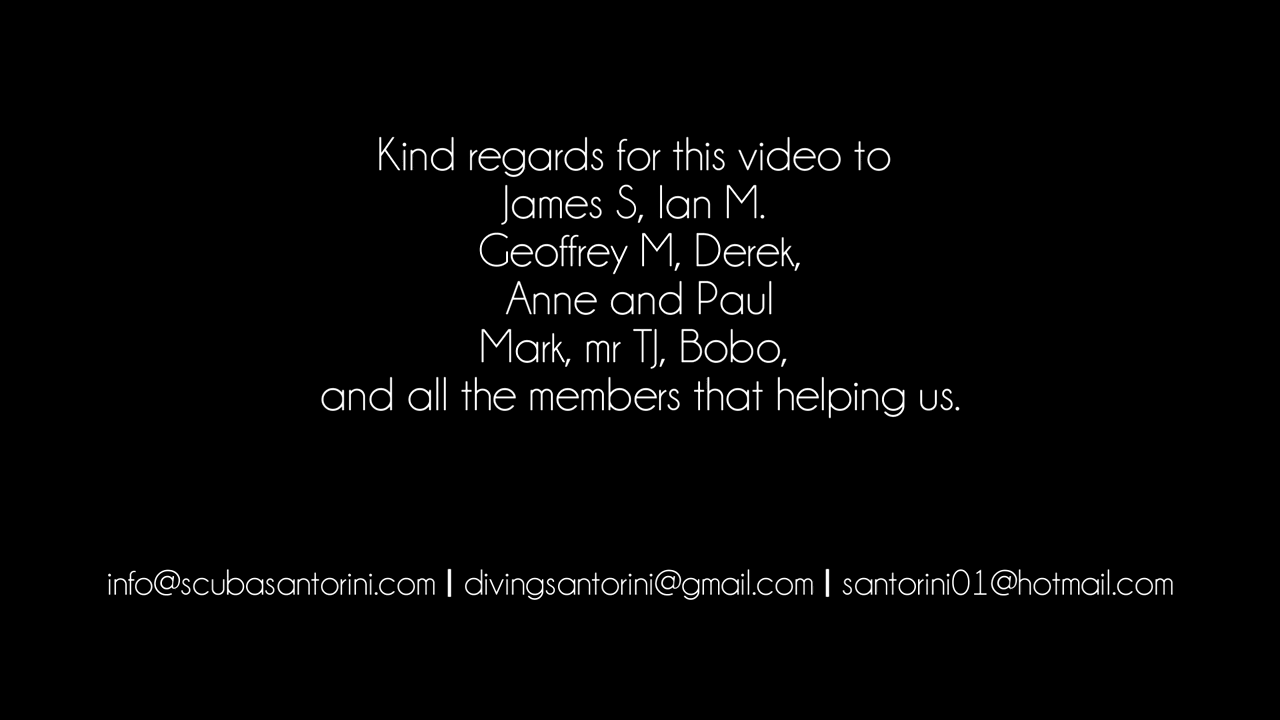 Kind regards for this video to
James S, Ian M.
Geoffrey M, Derek,
Anne and Paul
Mark, mr TJ, Bobo,
and all the members that helping us.
info@scubasantorini.com | divingsantorini@gmail.com | santorini01@hotmail.com